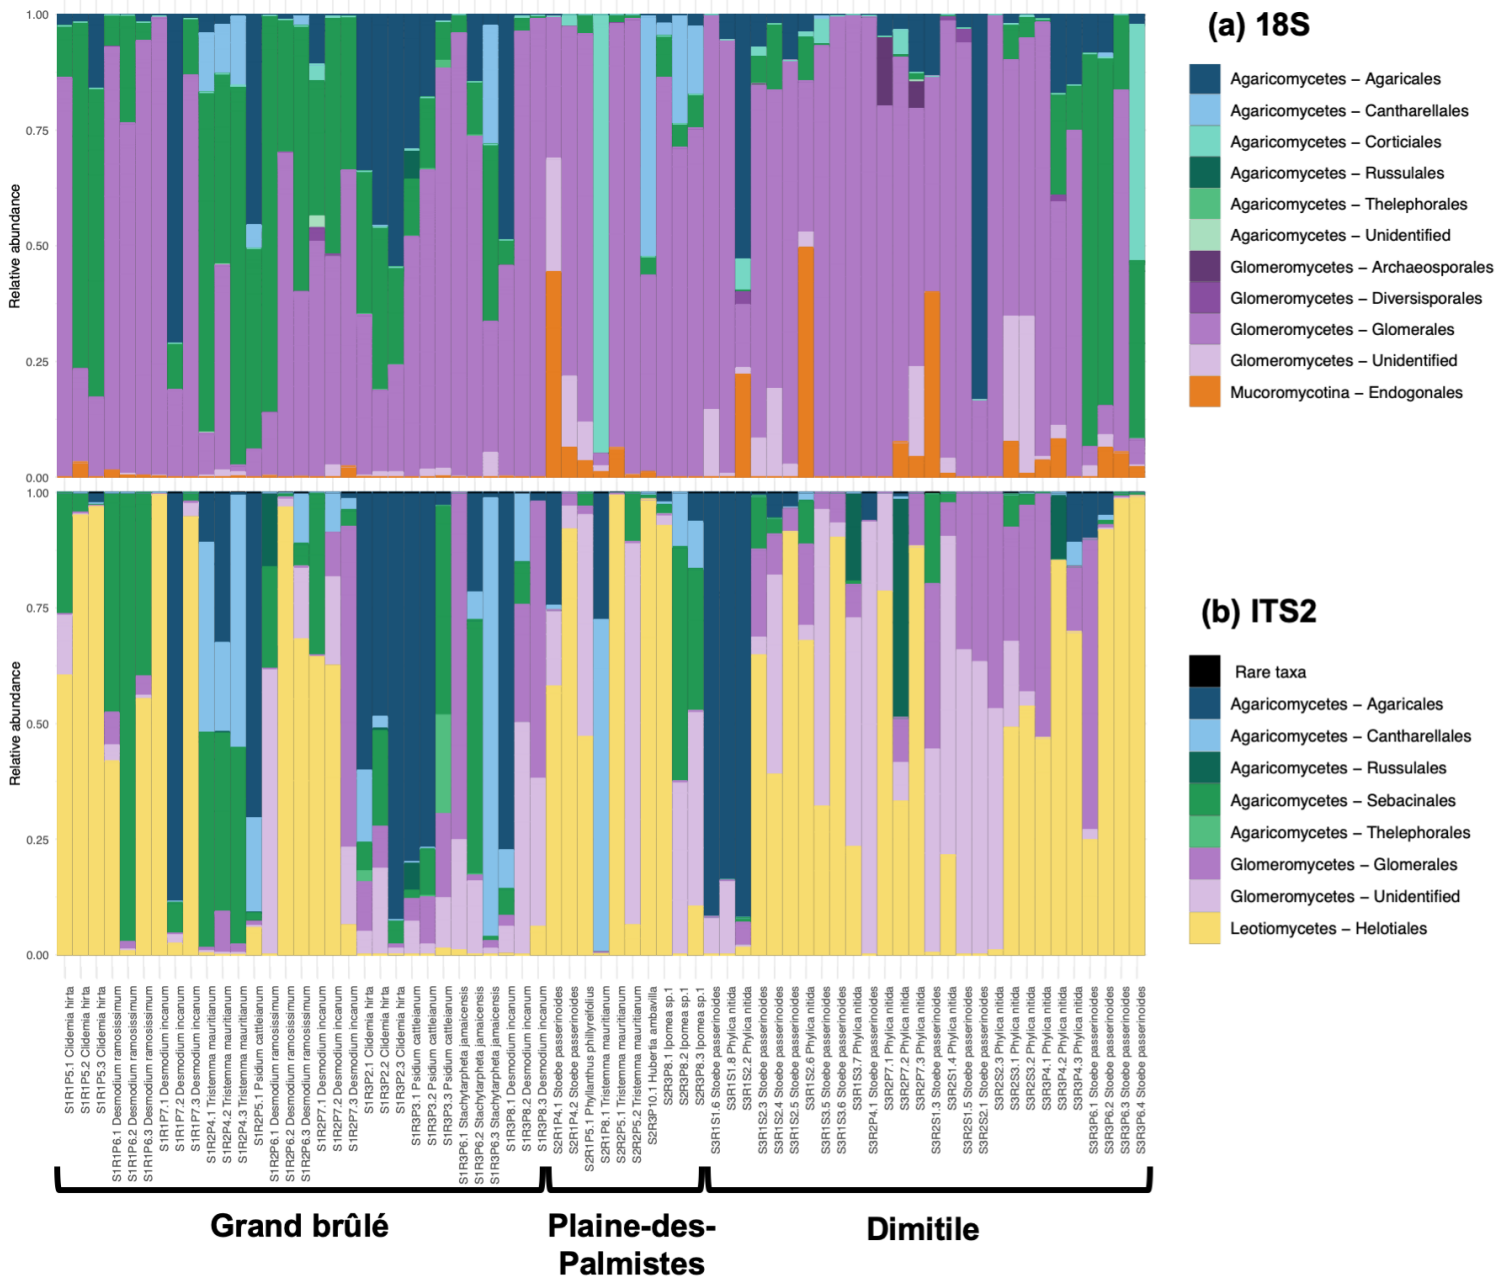 (a) 18S
1.00
0.75
0.50
0.25
0.00
Relative abundance
Agaricomycetes – Agaricales
Agaricomycetes – Cantharellales
Agaricomycetes – Corticiales
Agaricomycetes – Russulales
Agaricomycetes – Thelephorales
Agaricomycetes – Unidentified
Glomeromycetes – Archaeosporales
Glomeromycetes – Diversisporales
Glomeromycetes – Glomerales
Glomeromycetes – Unidentified
Mucoromycotina – Endogonales
(b) ITS2
1.00
0.75
0.50
0.25
0.00
Relative abundance
Rare taxa
Agaricomycetes – Agaricales
Agaricomycetes – Cantharellales
Agaricomycetes – Russulales
Agaricomycetes – Sebacinales
Agaricomycetes – Thelephorales
Glomeromycetes – Glomerales
Glomeromycetes – Unidentified
Leotiomycetes – Helotiales
S1R1P5.1 Clidemia hirta
S1R1P5.2 Clidemia hirta
S1R1P5.3 Clidemia hirta
S1R1P6.1 Desmodium ramosissimum
S1R1P6.2 Desmodium ramosissimum
S1R1P6.3 Desmodium ramosissimum
S1R1P7.1 Desmodium incanum
S1R1P7.2 Desmodium incanum
S1R1P7.3 Desmodium incanum
S1R2P4.1 Tristemma mauritianum
S1R2P4.2 Tristemma mauritianum
S1R2P4.3 Tristemma mauritianum
S1R2P5.1 Psidium cattleianum
S1R2P6.1 Desmodium ramosissimum
S1R2P6.2 Desmodium ramosissimum
S1R2P6.3 Desmodium ramosissimum
S1R2P7.1 Desmodium incanum
S1R2P7.2 Desmodium incanum
S1R2P7.3 Desmodium incanum
S1R3P2.1 Clidemia hirta
S1R3P2.2 Clidemia hirta
S1R3P2.3 Clidemia hirta
S1R3P3.1 Psidium cattleianum
S1R3P3.2 Psidium cattleianum
S1R3P3.3 Psidium cattleianum
S1R3P6.1 Stachytarpheta jamaicensis
S1R3P6.2 Stachytarpheta jamaicensis
S1R3P6.3 Stachytarpheta jamaicensis
S1R3P8.1 Desmodium incanum
S1R3P8.2 Desmodium incanum
S1R3P8.3 Desmodium incanum
S2R1P4.1 Stoebe passerinoides
S2R1P4.2 Stoebe passerinoides
S2R1P5.1 Phyllanthus phillyreifolius
S2R1P8.1 Tristemma mauritianum
S2R2P5.1 Tristemma mauritianum
S2R2P5.2 Tristemma mauritianum
S2R3P10.1 Hubertia ambavilla
S2R3P8.1 Ipomea sp.1
S2R3P8.2 Ipomea sp.1
S2R3P8.3 Ipomea sp.1
S3R1S1.6 Stoebe passerinoides
S3R1S1.8 Phylica nitida
S3R1S2.2 Phylica nitida
S3R1S2.3 Stoebe passerinoides
S3R1S2.4 Stoebe passerinoides
S3R1S2.5 Stoebe passerinoides
S3R1S2.6 Phylica nitida
S3R1S3.5 Stoebe passerinoides
S3R1S3.6 Stoebe passerinoides
S3R1S3.7 Phylica nitida
S3R2P4.1 Stoebe passerinoides
S3R2P7.1 Phylica nitida
S3R2P7.2 Phylica nitida
S3R2P7.3 Phylica nitida
S3R2S1.3 Stoebe passerinoides
S3R2S1.4 Phylica nitida
S3R2S1.5 Stoebe passerinoides
S3R2S2.1 Stoebe passerinoides
S3R2S2.3 Phylica nitida
S3R2S3.1 Phylica nitida
S3R2S3.2 Phylica nitida
S3R3P4.1 Phylica nitida
S3R3P4.2 Phylica nitida
S3R3P4.3 Phylica nitida
S3R3P6.1 Stoebe passerinoides
S3R3P6.2 Stoebe passerinoides
S3R3P6.3 Stoebe passerinoides
S3R3P6.4 Stoebe passerinoides
Grand brûlé
Plaine-des-
Palmistes
Dimitile